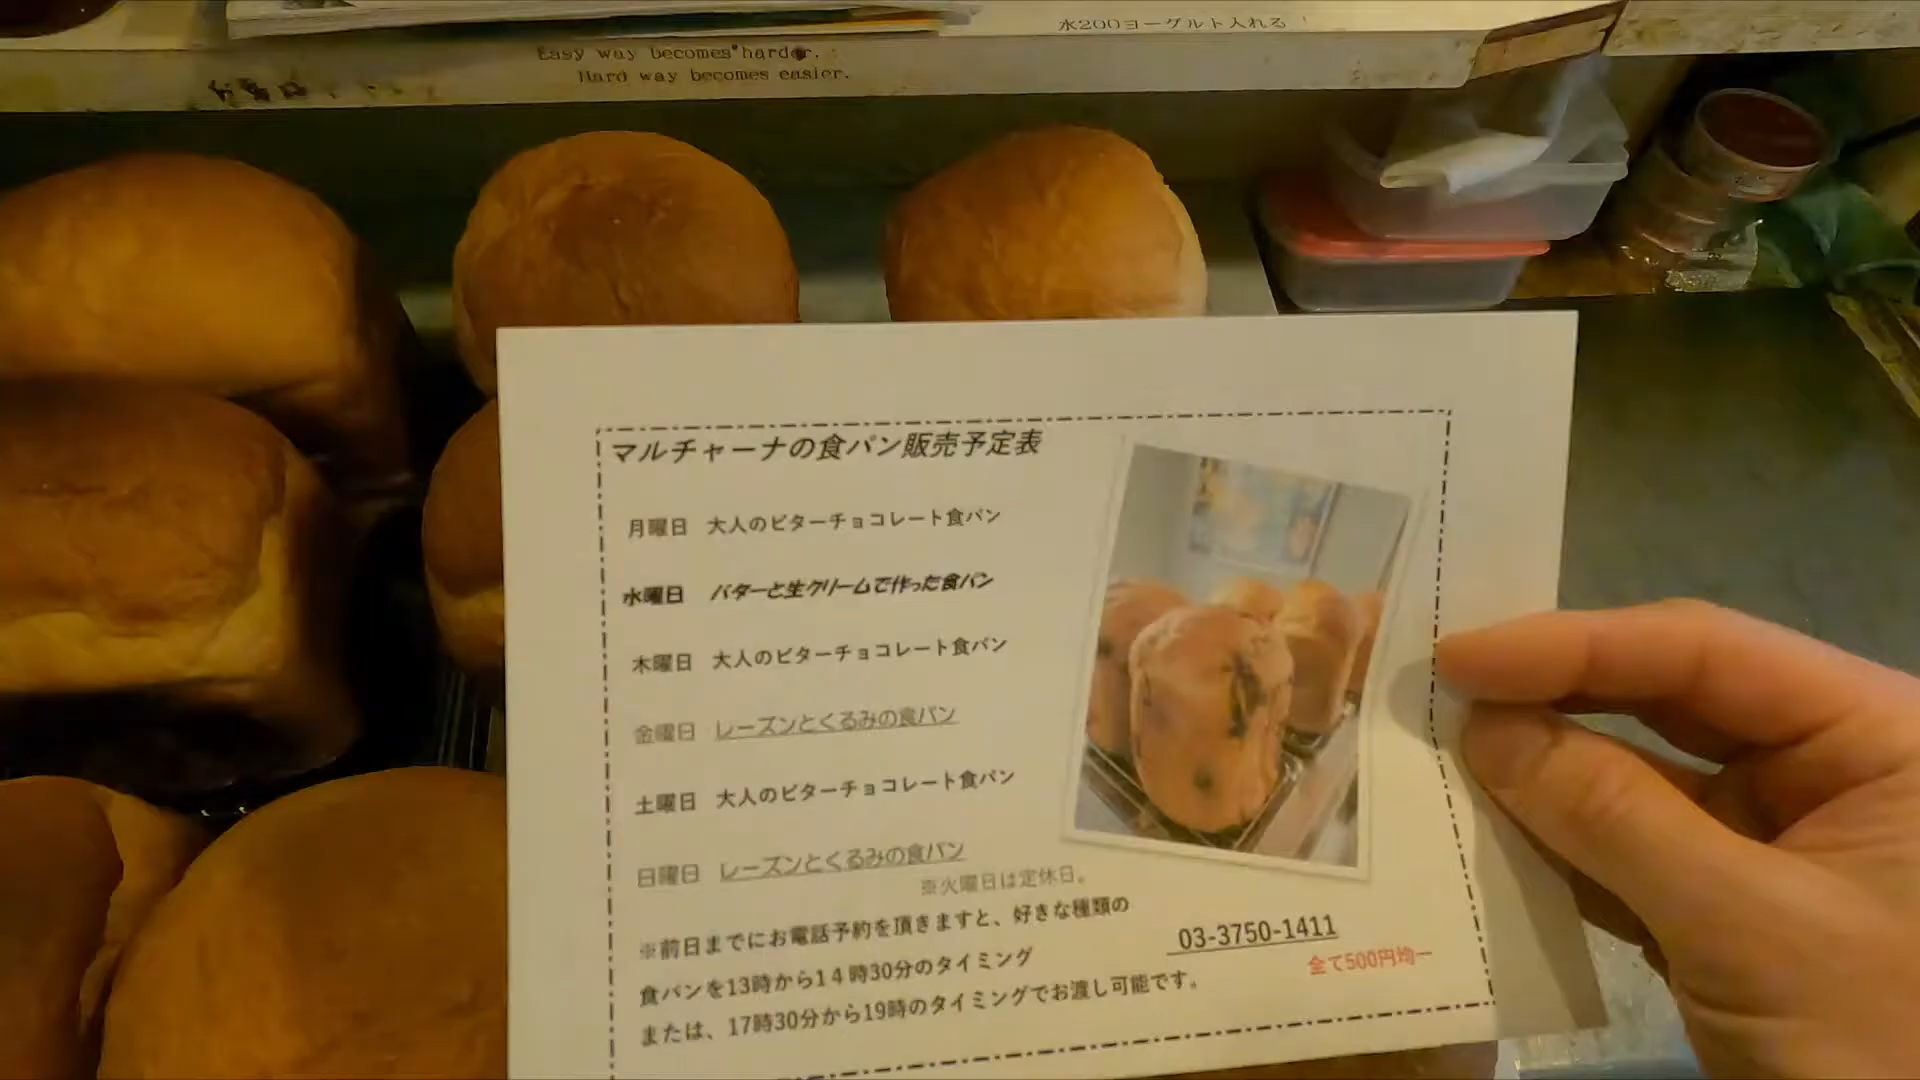 水200ヨーグルト入れる！
Easy way becomes harder.
Hard way becomes easier.
マルチャーナの食パン販売予定表
月曜日 大人のビターチョコレート食パン
水曜日 バターと生クリームで作った食パン
木曜日 大人のビターチョコレート食パン
金曜日 レーズンとくるみの食パン
土曜日 大人のビターチョコレート食パン
日曜日 レーズンとくるみの食パン
※火曜日は定休日。
※前日までにお電話予約を頂きますと、好きな種類の
食パンを13時から14時30分のタイミング
または、17時30分から19時のタイミングでお渡し可能です。
03-3750-1411
全て500円均一